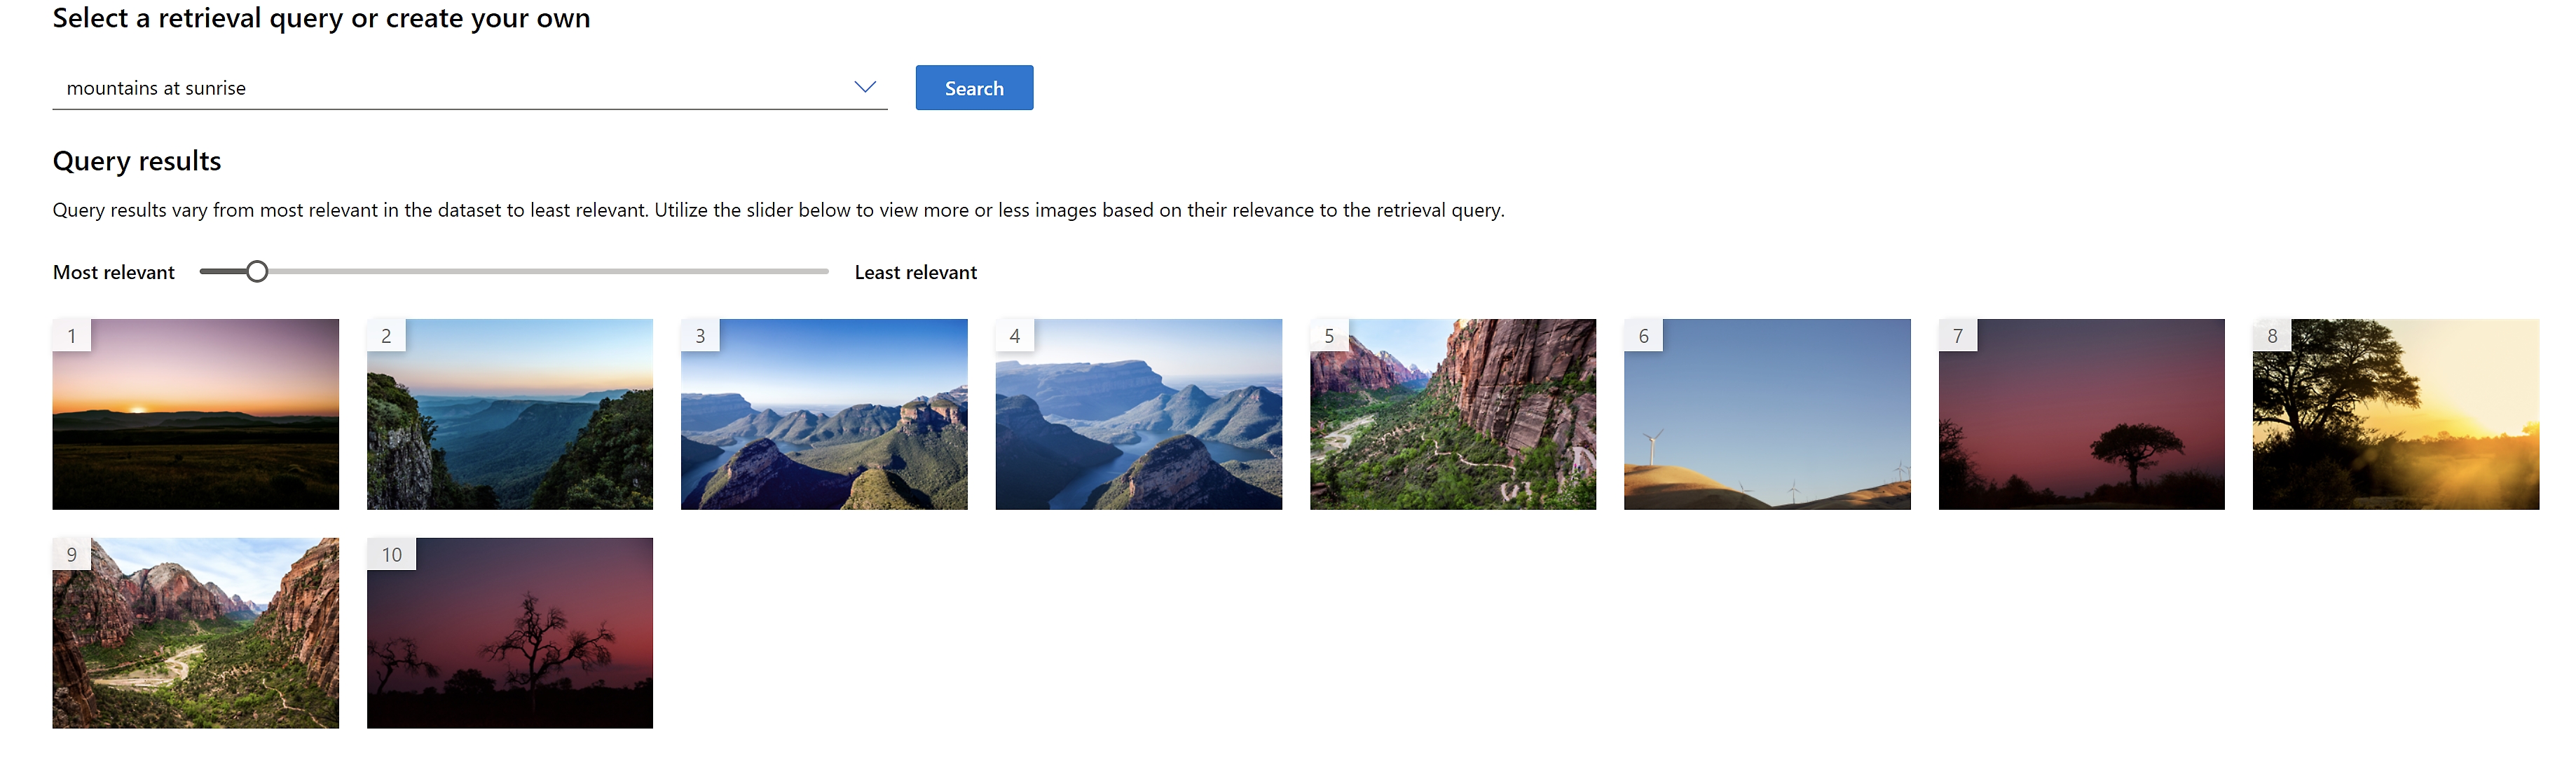 Select a retrieval query or create your own
mountains at sunrise
Search
Query results
Query results vary from most relevant in the dataset to least relevant. Utilize the slider below to view more or less images based on their relevance to the retrieval query.
Most relevant
Least relevant
1
2
3
4
5
6
7
8
9
10